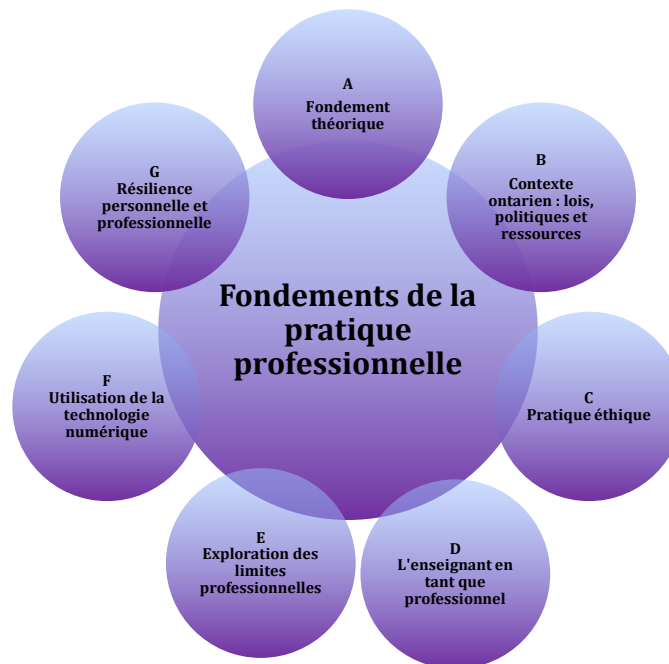 A
Fondement
théorique
B
Contexte
ontarien : lois,
politiques et
ressources
C
Pratique éthique
D
L'enseignant en
tant que
professionnel
E
Exploration des
limites
professionnelles
F
Utilisation de la
technologie
numérique
G
Résilience
personnelle et
professionnelle
Fondements de la
pratique
professionnelle